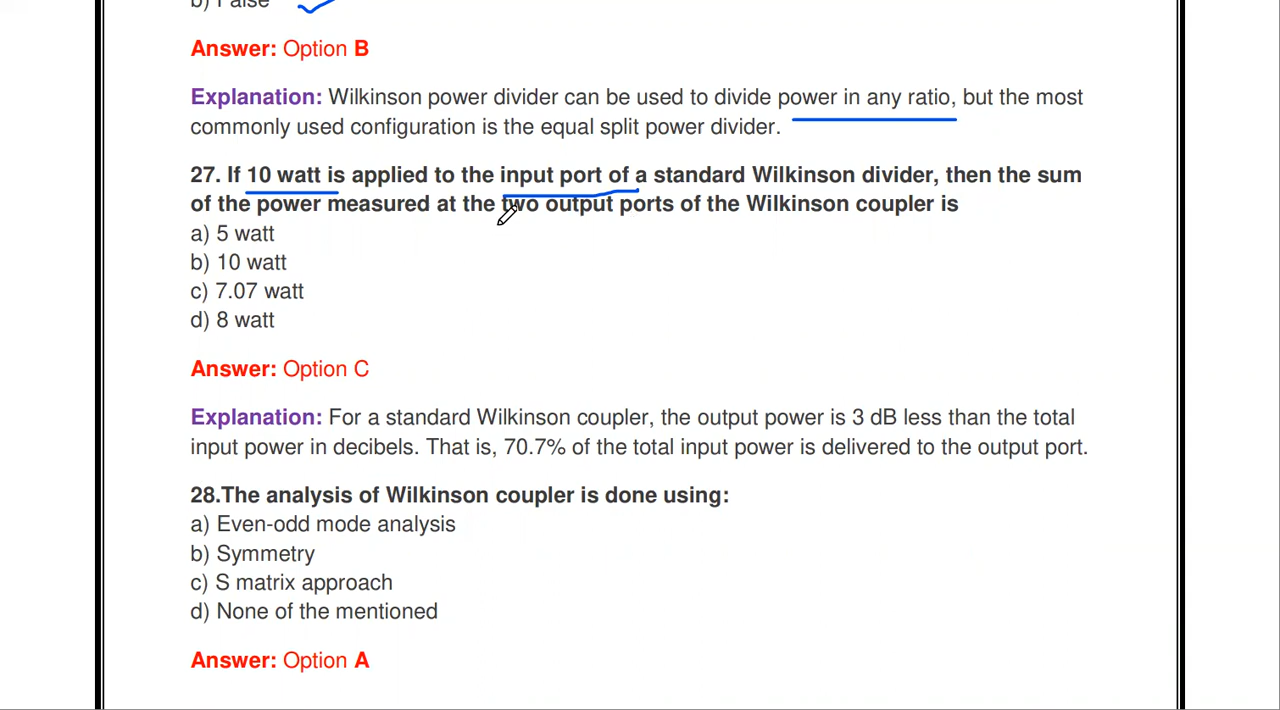 b) False
Answer: Option B
Explanation: Wilkinson power divider can be used to divide power in any ratio, but the most
commonly used configuration is the equal split power divider.
27. If 10 watt is applied to the input port of a standard Wilkinson divider, then the sum
of the power measured at the two output ports of the Wilkinson coupler is
a) 5 watt
b) 10 watt
c) 7.07 watt
d) 8 watt
Answer: Option C
Explanation: For a standard Wilkinson coupler, the output power is 3 dB less than the total
input power in decibels. That is, 70.7% of the total input power is delivered to the output port.
28.The analysis of Wilkinson coupler is done using:
a) Even-odd mode analysis
b) Symmetry
c) S matrix approach
d) None of the mentioned
Answer: Option A